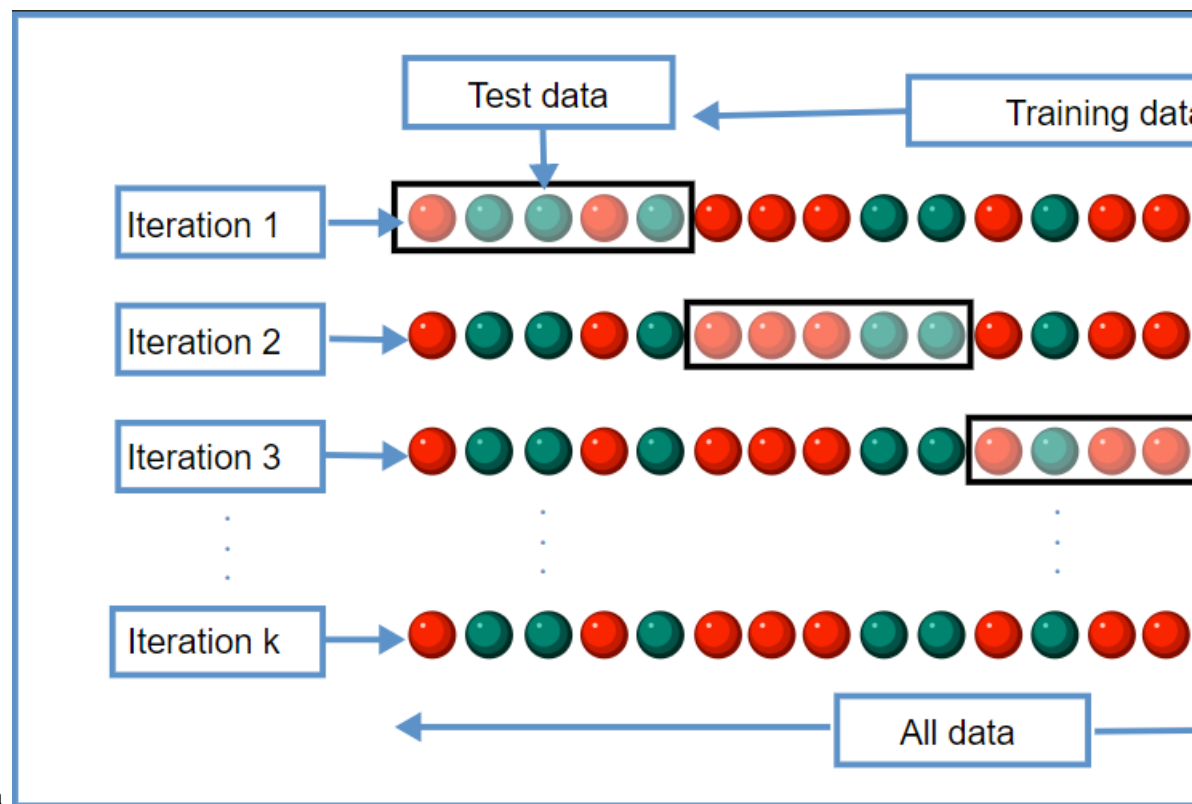 Test data
Training data
Iteration 1
Iteration 2
Iteration 3
Iteration k
All data